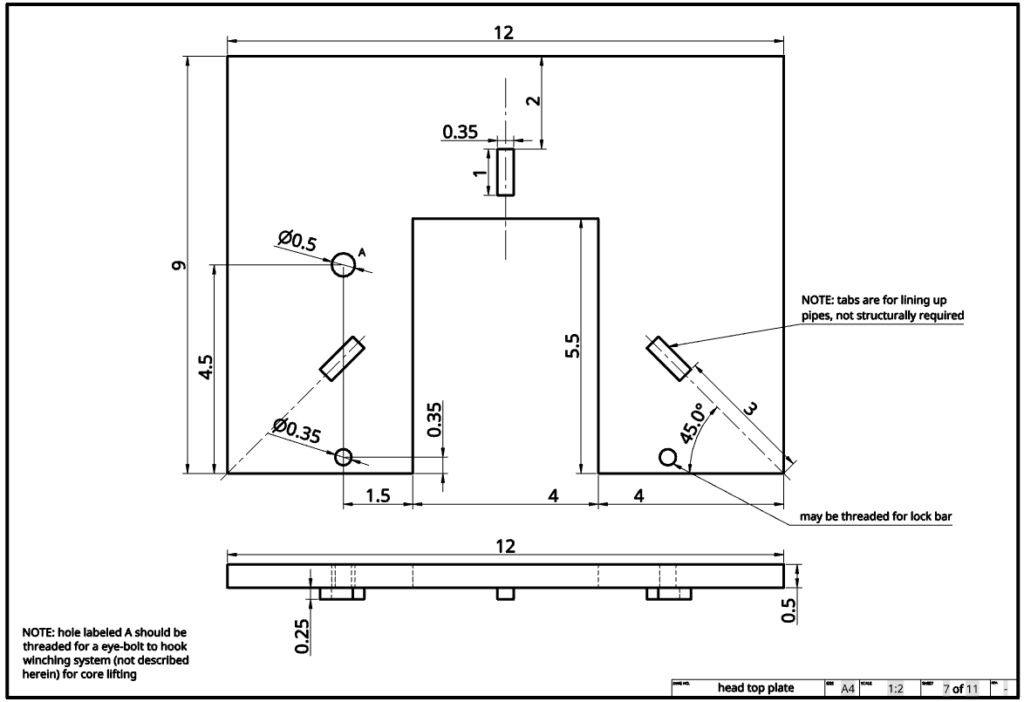 12
2
0.35
1
Ø0.5
A
9
NOTE: tabs are for lining up
pipes, not structurally required
4.5
5.5
0.35
Ø0.35
45.0°
3
1.5
4
4
may be threaded for lock bar
12
0.25
0.5
NOTE: hole labeled A should be
threaded for a eye-bolt to hook
winching system (not described
herein) for core lifting
DWG NO.
head top plate
SIZE
A4
SCALE
1:2
SHEET
7 of 11
-